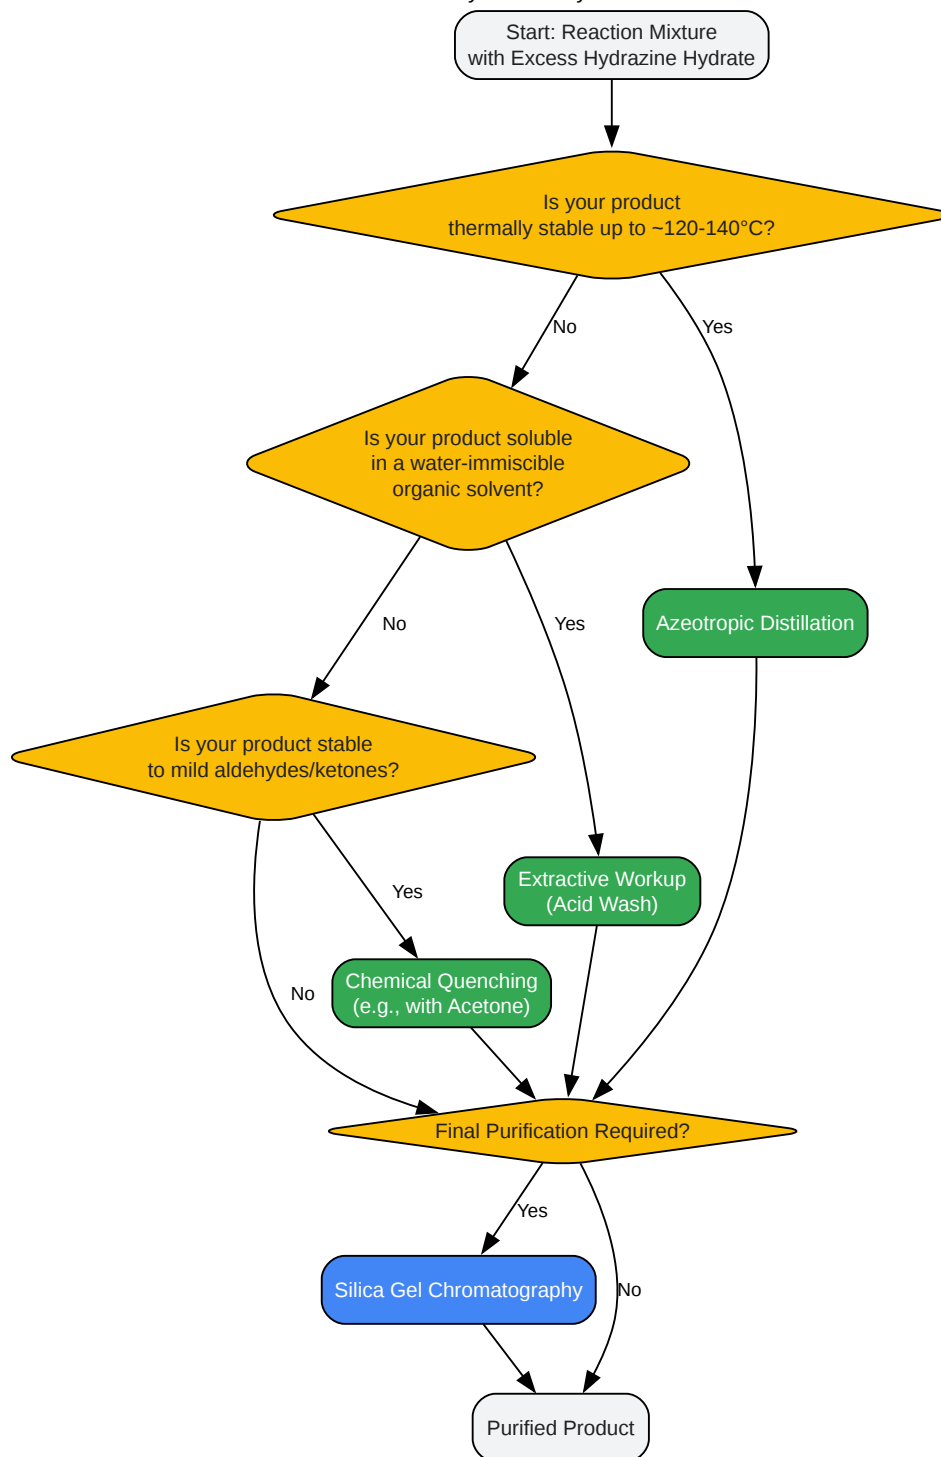 Start: Reaction Mixture
with Excess Hydrazine Hydrate
Is your product
thermally stable up to ~120-140°C?
No
Yes
Is your product soluble
in a water-immiscible
organic solvent?
No
Yes
Azeotropic Distillation
Is your product stable
to mild aldehydes/ketones?
Yes
Extractive Workup
(Acid Wash)
No
Chemical Quenching
(e.g., with Acetone)
Final Purification Required?
Yes
No
Silica Gel Chromatography
Purified Product